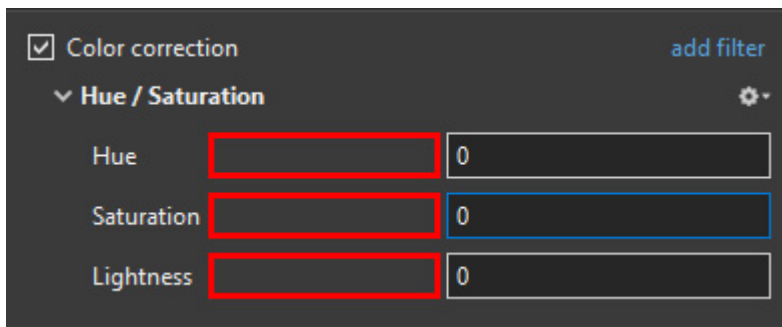 Color correction add filter
Hue / Saturation
Hue 0
Saturation 0
Lightness 0